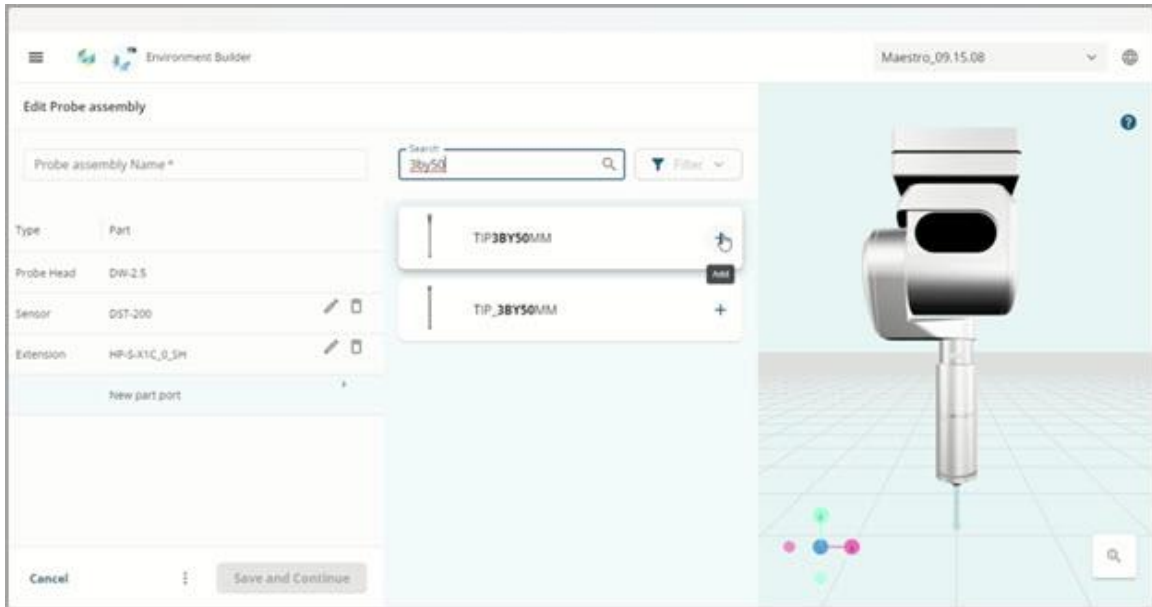 Environment Builder
Maestro_09.15.08
Edit Probe assembly
Probe assembly Name *
Search
3by50
Filter
Type Part
Probe Head DW-2.5
Sensor DST-200
Extension HP-S-X1C_0_SH
New part port
TIP3BY50MM
Add
TIP_3BY50MM
Cancel
Save and Continue